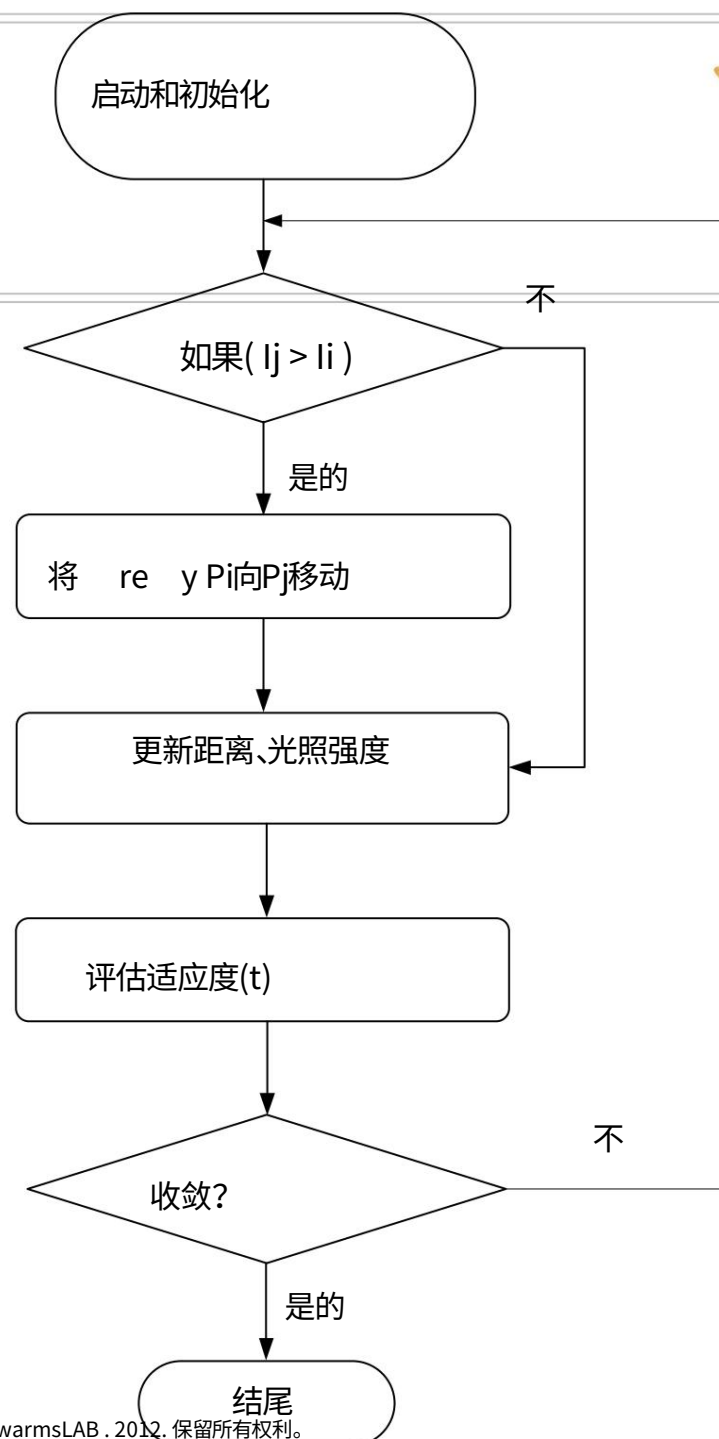 启动和初始化
不
如果( Ij > Ii )
是的
将 re y Pi向Pj移动
更新距离、光照强度
评估适应度(t)
不
收敛？
是的
结尾
warmsLAB . 2012. 保留所有权利。